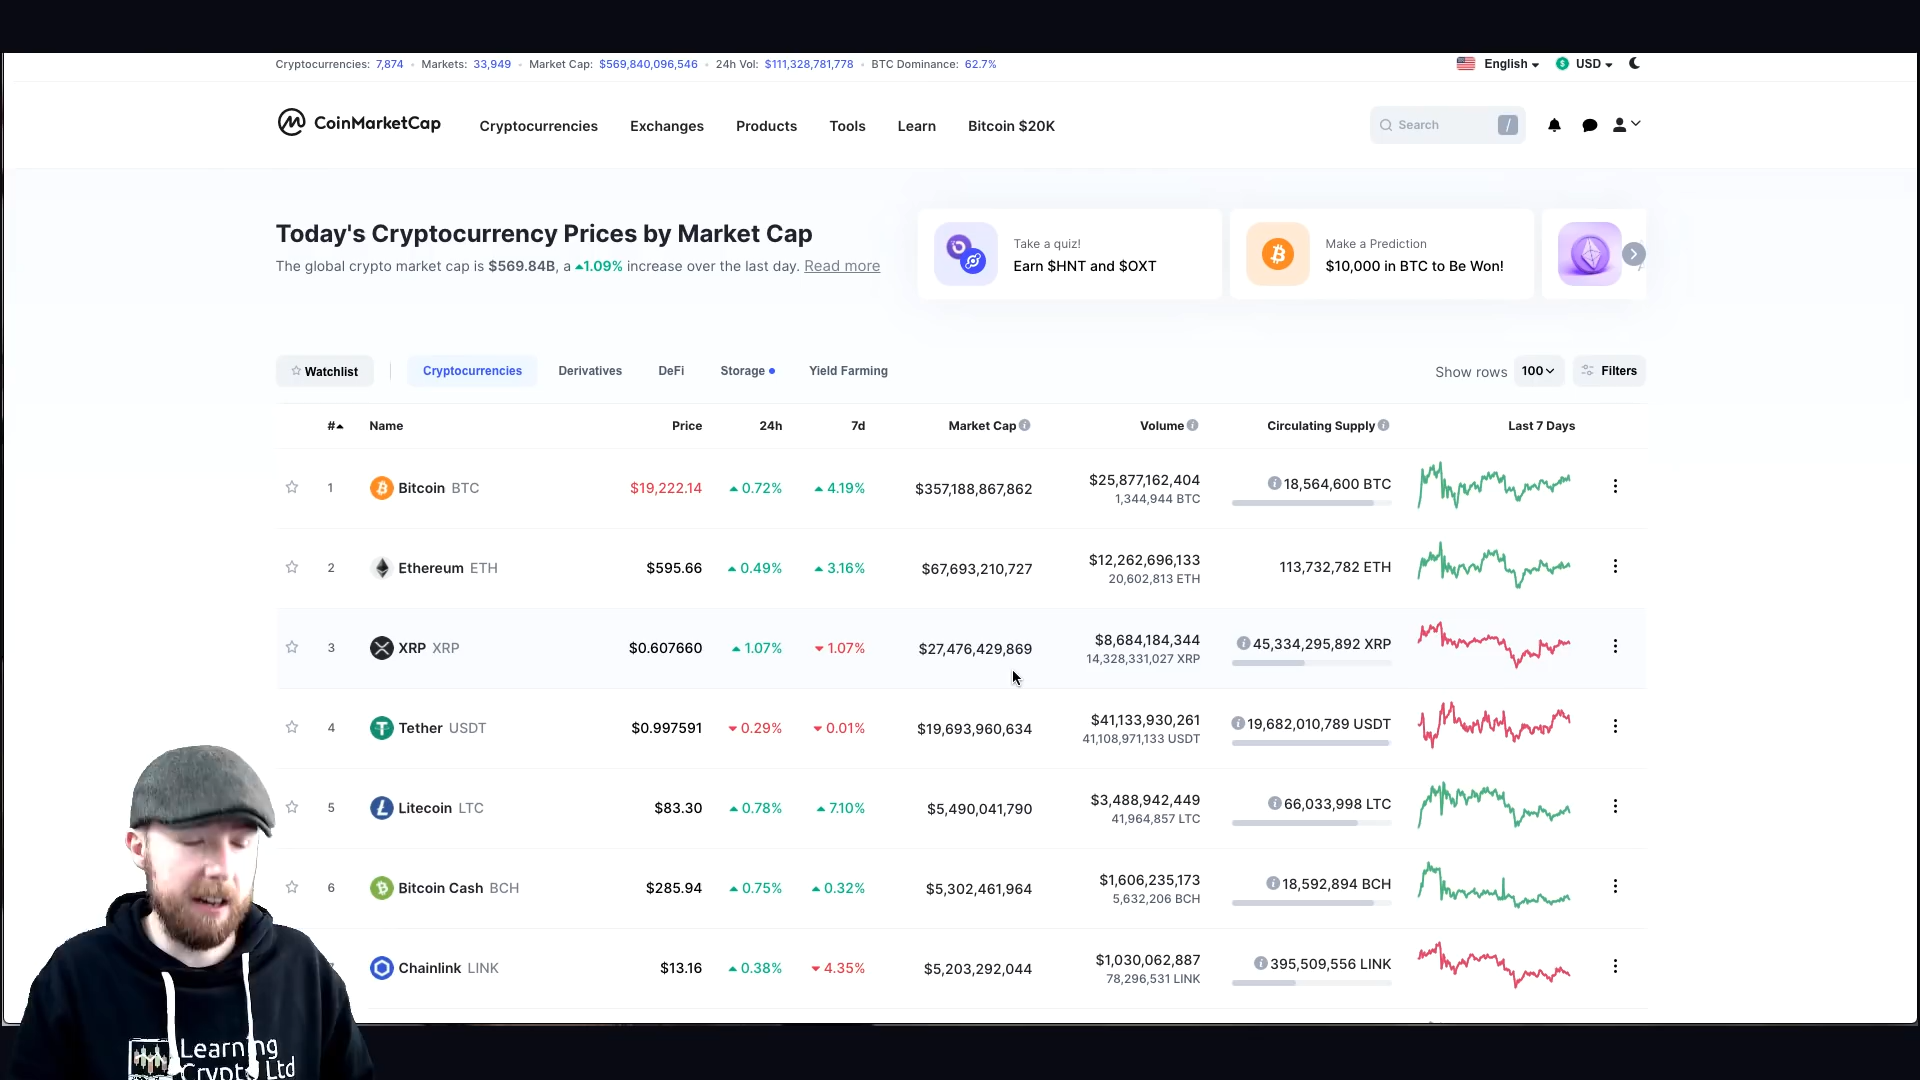 Cryptocurrencies: 7,874 • Markets: 33,949 • Market Cap: $569,840,096,546 • 24h Vol: $111,328,781,778 • BTC Dominance: 62.7% English USD
CoinMarketCap Cryptocurrencies Exchanges Products Tools Learn Bitcoin $20K Search /
Today's Cryptocurrency Prices by Market Cap
The global crypto market cap is $569.84B, a 1.09% increase over the last day. Read more
Take a quiz!
Earn $HNT and $OXT
Make a Prediction
$10,000 in BTC to Be Won!
Watchlist Cryptocurrencies Derivatives DeFi Storage Yield Farming Show rows 100 Filters
# Name Price 24h 7d Market Cap Volume Circulating Supply Last 7 Days
1 Bitcoin BTC $19,222.14 0.72% 4.19% $357,188,867,862 $25,877,162,404 18,564,600 BTC
1,344,944 BTC
2 Ethereum ETH $595.66 0.49% 3.16% $67,693,210,727 $12,262,696,133 113,732,782 ETH
20,602,813 ETH
3 XRP XRP $0.607660 1.07% 1.07% $27,476,429,869 $8,684,184,344 45,334,295,892 XRP
14,328,331,027 XRP
4 Tether USDT $0.997591 0.29% 0.01% $19,693,960,634 $41,133,930,261 19,682,010,789 USDT
41,108,971,133 USDT
5 Litecoin LTC $83.30 0.78% 7.10% $5,490,041,790 $3,488,942,449 66,033,998 LTC
41,964,857 LTC
6 Bitcoin Cash BCH $285.94 0.75% 0.32% $5,302,461,964 $1,606,235,173 18,592,894 BCH
5,632,206 BCH
Chainlink LINK $13.16 0.38% 4.35% $5,203,292,044 $1,030,062,887 395,509,556 LINK
78,296,531 LINK
Learning
Crypto Ltd